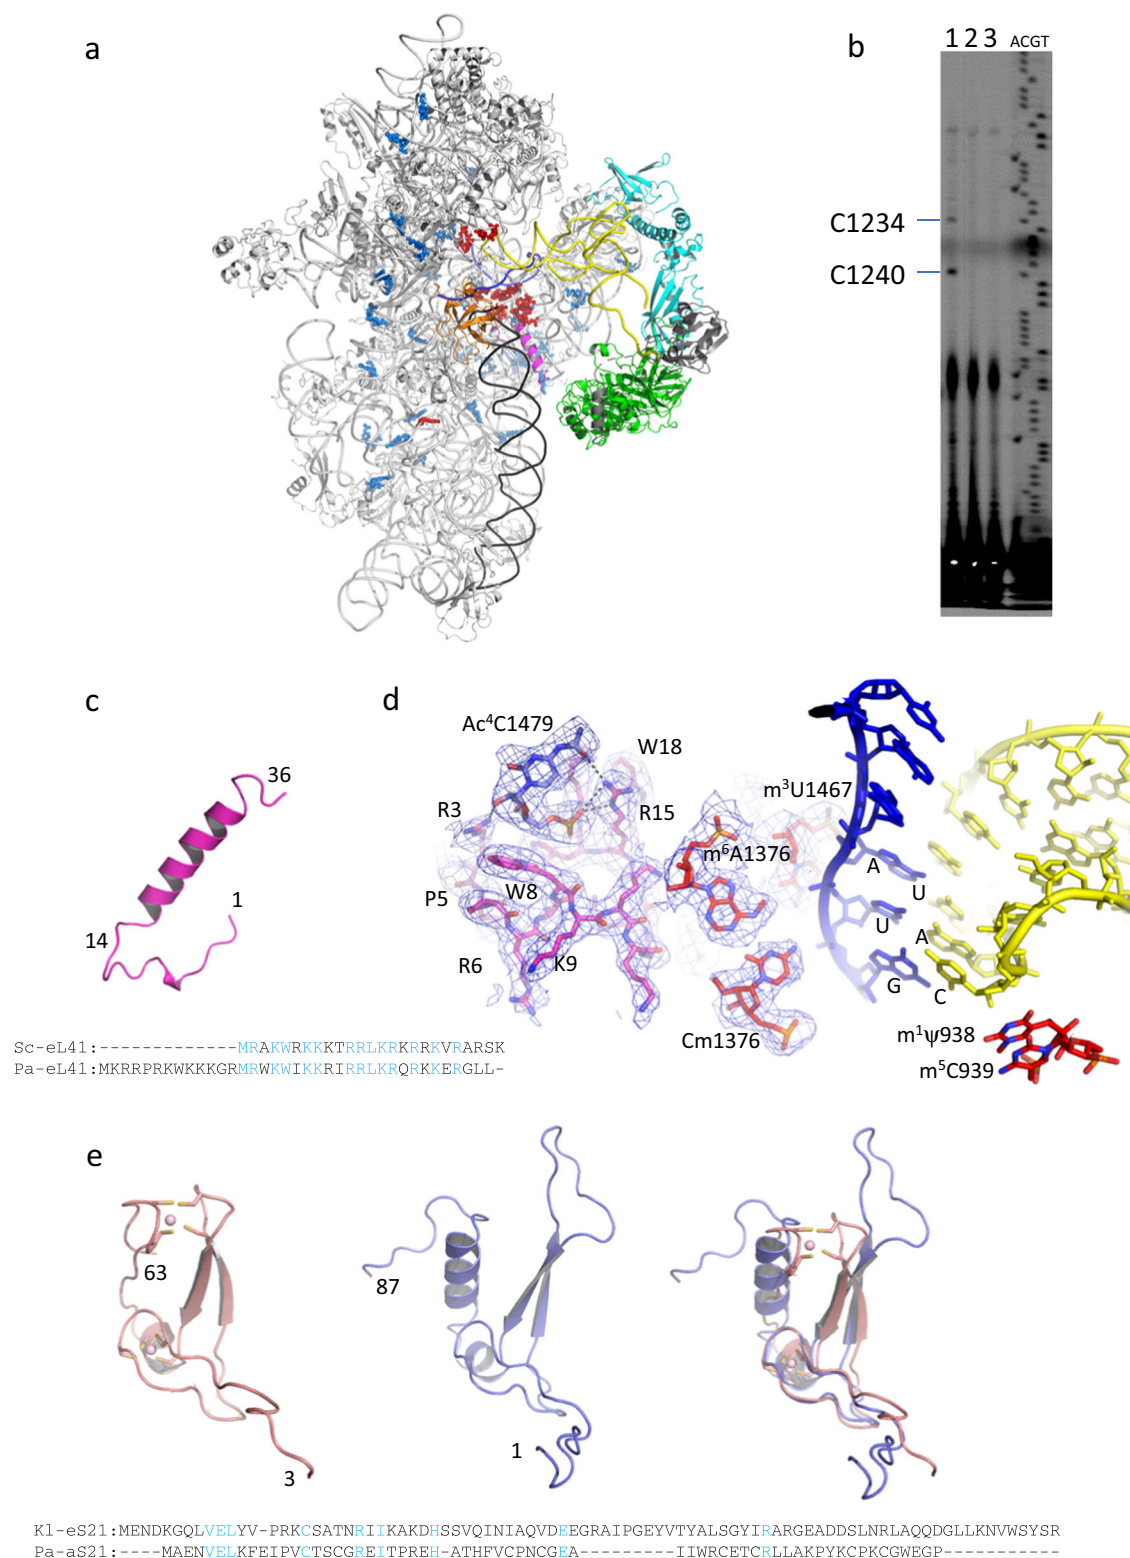 a
b
1 2 3 ACGT
C1234
C1240
c
36
1
14
Sc-eL41:-------------MRAKWRKKKTRRLKRKRRKVRARSK
Pa-eL41:MKRRPRKWKKKGRMRWKWIKKRIRRLKRQRKKERGLL-
d
Ac⁴C1479
W18
R3
R15
m³U1467
m⁶A1376
W8
P5
R6
K9
Cm1376
A
U
U
A
G
C
m¹ψ938
m⁵C939
e
63
3
87
1
Kl-eS21:MENDKGQLVELYV-PRKCSATNRIIKAKDHSSVQINIAQVDEEGRAIPGEYVTYALSGYIRARGEADDSLNRLAQQDGLLKNVWSYSR
Pa-aS21:----MAENVELKFEIPVCTSCGREITPREH-ATHFVCPNCGEA---------IIWRCETCRLLAKPYKCPKCGWEGP-----------